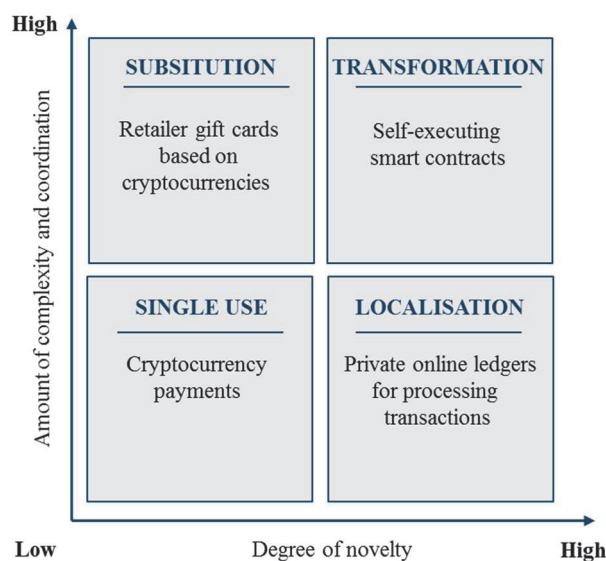 High
Amount of complexity and coordination
SUBSITUTION
Retailer gift cards
based on
cryptocurrencies
TRANSFORMATION
Self-executing
smart contracts
SINGLE USE
Cryptocurrency
payments
LOCALISATION
Private online ledgers
for processing
transactions
Low
Degree of novelty
High